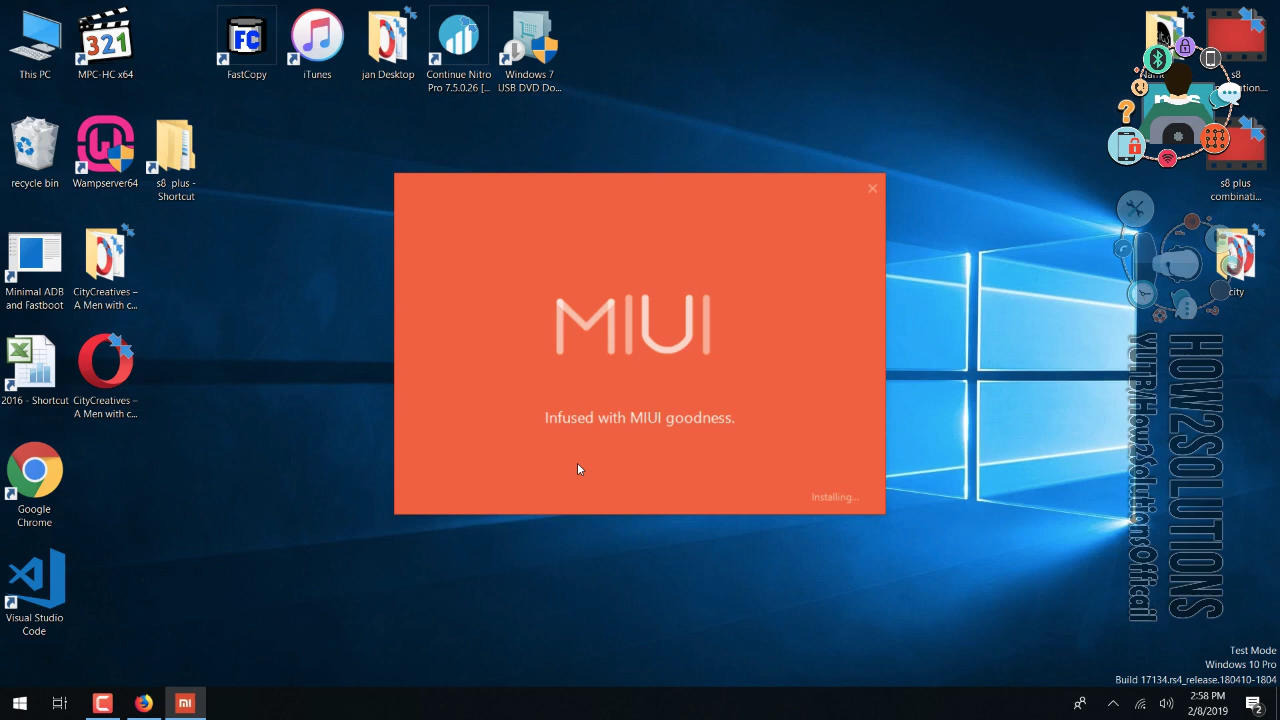 This PC
MPC-HC x64
FastCopy
iTunes
jan Desktop
Continue Nitro
Pro 7.5.0.26 [...
Windows 7
USB DVD Do...
s8
recycle bin
Wampserver64
s8 plus -
Shortcut
s8 plus
combinati...
Minimal ADB
and Fastboot
CityCreatives –
A Men with c...
city
2016 - Shortcut
CityCreatives –
A Men with c...
Google
Chrome
Visual Studio
Code
MIUI
Infused with MIUI goodness.
Installing...
HOW2SOLUTIONS
Test Mode
Windows 10 Pro
Build 17134.rs4_release.180410-1804
2:58 PM
2/8/2019